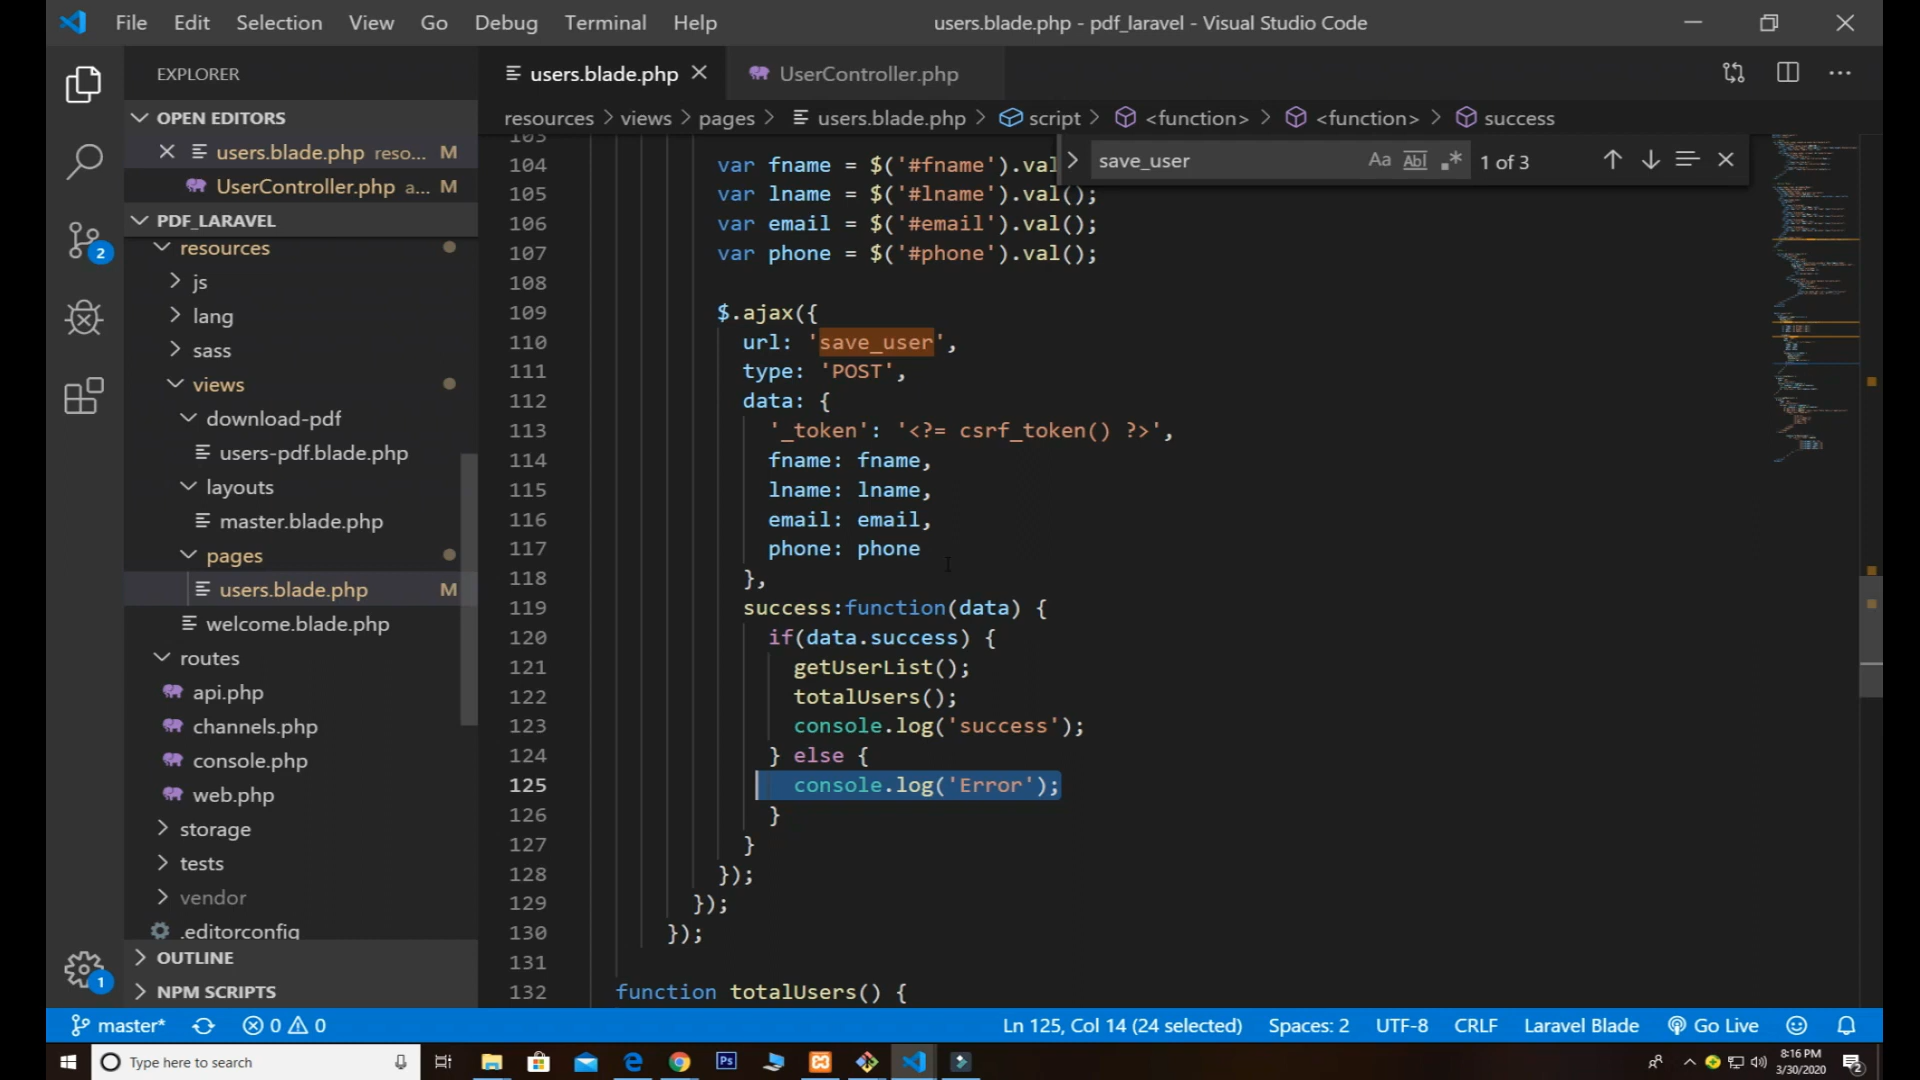 File Edit Selection View Go Debug Terminal Help
users.blade.php - pdf_laravel - Visual Studio Code
EXPLORER
OPEN EDITORS
users.blade.php reso... M
UserController.php a... M
PDF_LARAVEL
resources
js
lang
sass
views
download-pdf
users-pdf.blade.php
layouts
master.blade.php
pages
users.blade.php M
welcome.blade.php
routes
api.php
channels.php
console.php
web.php
storage
tests
vendor
.editorconfig
OUTLINE
NPM SCRIPTS
2
1
users.blade.php
UserController.php
resources > views > pages > users.blade.php > script > <function> > <function> > success
save_user Aa Abl .* 1 of 3
103
104 var fname = $('#fname').val
105 var lname = $('#lname').val();
106 var email = $('#email').val();
107 var phone = $('#phone').val();
108
109 $.ajax({
110 url: 'save_user',
111 type: 'POST',
112 data: {
113 '_token': '<?= csrf_token() ?>',
114 fname: fname,
115 lname: lname,
116 email: email,
117 phone: phone
118 },
119 success:function(data) {
120 if(data.success) {
121 getUserList();
122 totalUsers();
123 console.log('success');
124 } else {
125 console.log('Error');
126 }
127 }
128 });
129 });
130 });
131
132 function totalUsers() {
master* 0 0
Ln 125, Col 14 (24 selected) Spaces: 2 UTF-8 CRLF Laravel Blade Go Live
Type here to search
Ps
8:16 PM
3/30/2020
2